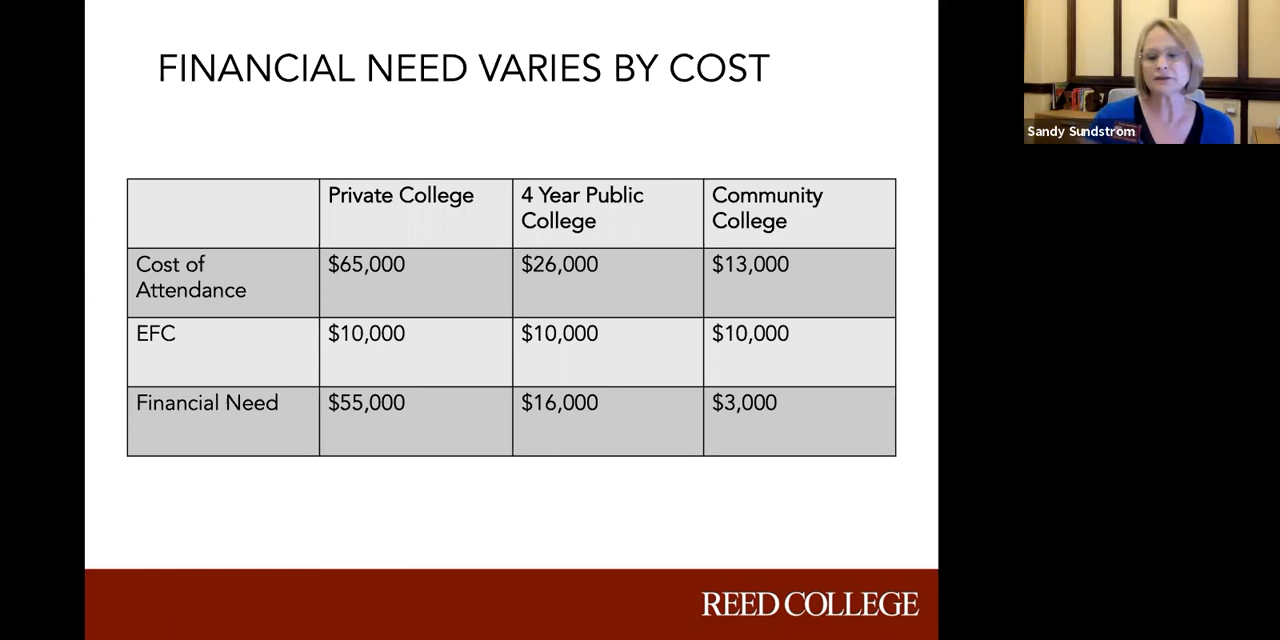 FINANCIAL NEED VARIES BY COST
Sandy Sundstrom
Private College
4 Year Public
College
Community
College
Cost of
Attendance
$65,000
$26,000
$13,000
EFC
$10,000
$10,000
$10,000
Financial Need
$55,000
$16,000
$3,000
REED COLLEGE